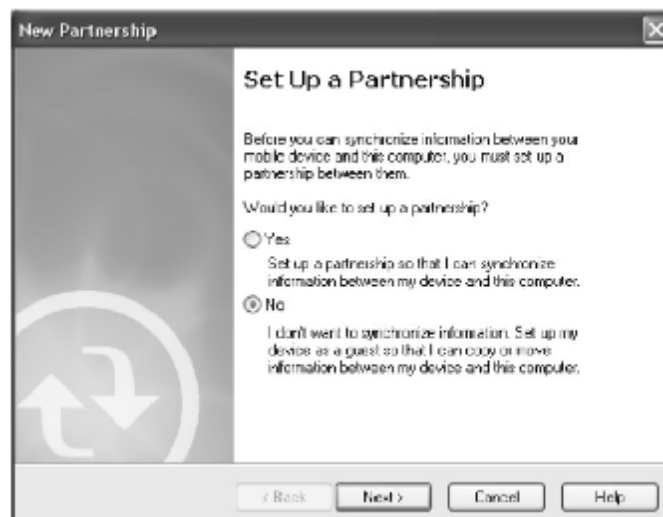 New Partnership
Set Up a Partnership
Before you can synchronize information between your
mobile device and this computer, you must set up a
partnership between them.
Would you like to set up a partnership?
Yes
Set up a partnership so that I can synchronize
information between my device and this computer.
No
I don't want to synchronize information. Set up my
device as a guest so that I can copy or move
information between my device and this computer.
< Back Next > Cancel Help